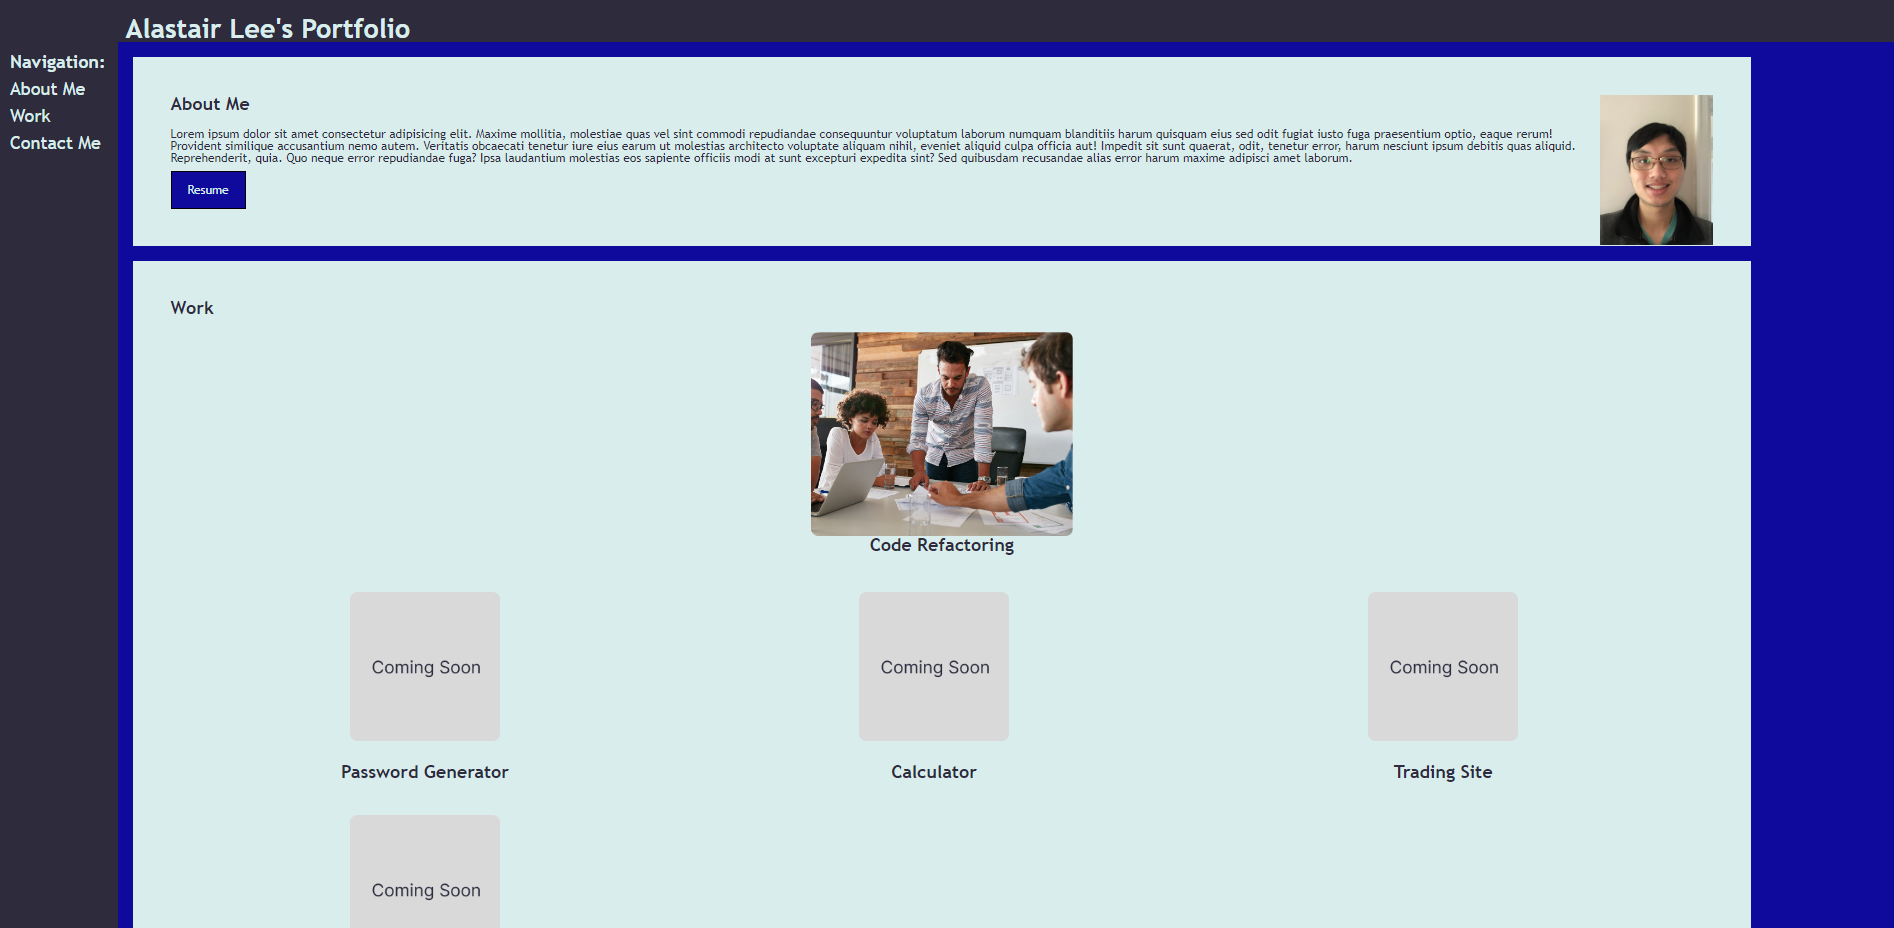 Alastair Lee's Portfolio
Navigation:
About Me
Work
Contact Me
About Me
Lorem ipsum dolor sit amet consectetur adipisicing elit. Maxime mollitia, molestiae quas vel sint commodi repudiandae consequuntur voluptatum laborum numquam blanditiis harum quisquam eius sed odit fugiat iusto fuga praesentium optio, eaque rerum!
Provident similique accusantium nemo autem. Veritatis obcaecati tenetur iure eius earum ut molestias architecto voluptate aliquam nihil, eveniet aliquid culpa officia aut! Impedit sit sunt quaerat, odit, tenetur error, harum nesciunt ipsum debitis quas aliquid.
Reprehenderit, quia. Quo neque error repudiandae fuga? Ipsa laudantium molestias eos sapiente officiis modi at sunt excepturi expedita sint? Sed quibusdam recusandae alias error harum maxime adipisci amet laborum.
Resume
Work
Code Refactoring
Coming Soon
Coming Soon
Coming Soon
Password Generator
Calculator
Trading Site
Coming Soon